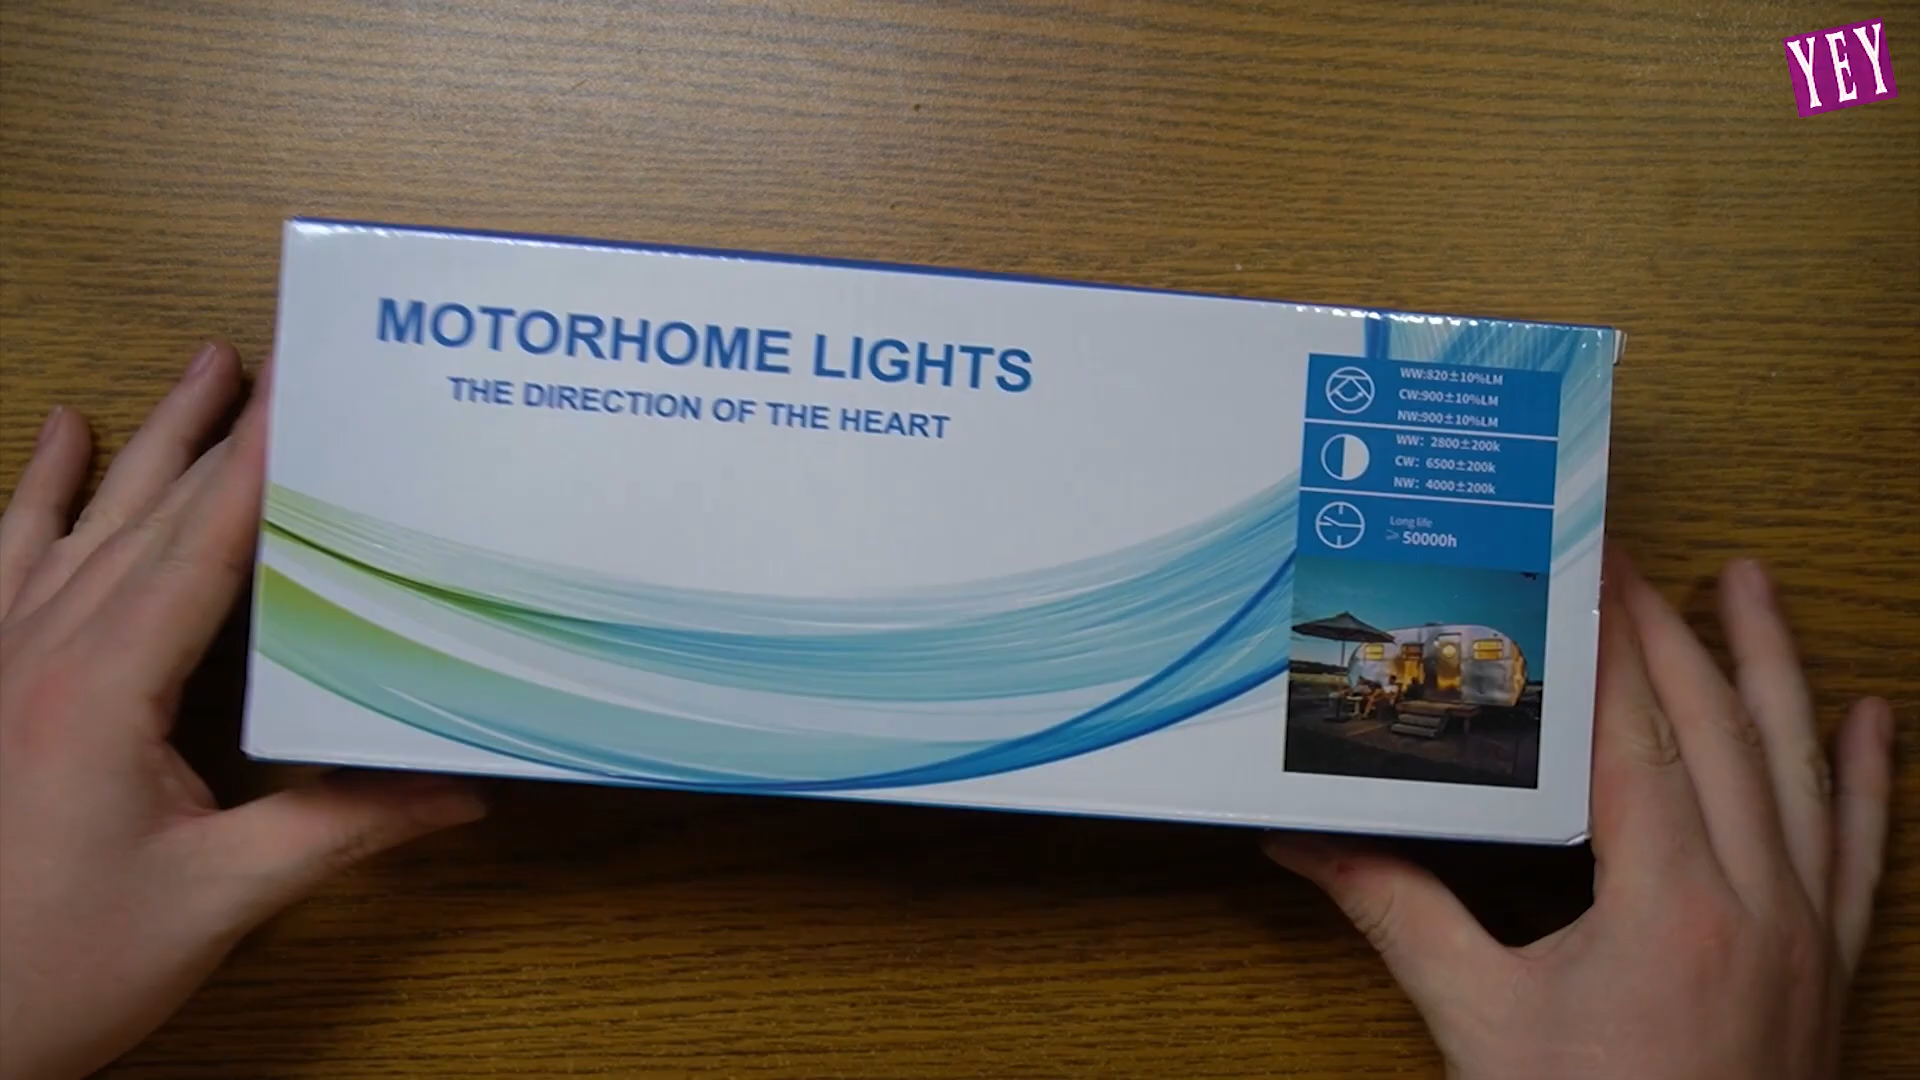 YEY
MOTORHOME LIGHTS
THE DIRECTION OF THE HEART
WW:820±10%LM
CW:900±10%LM
NW:900±10%LM
WW: 2800±200k
CW: 6500±200k
NW: 4000±200k
Long life
≥ 50000h